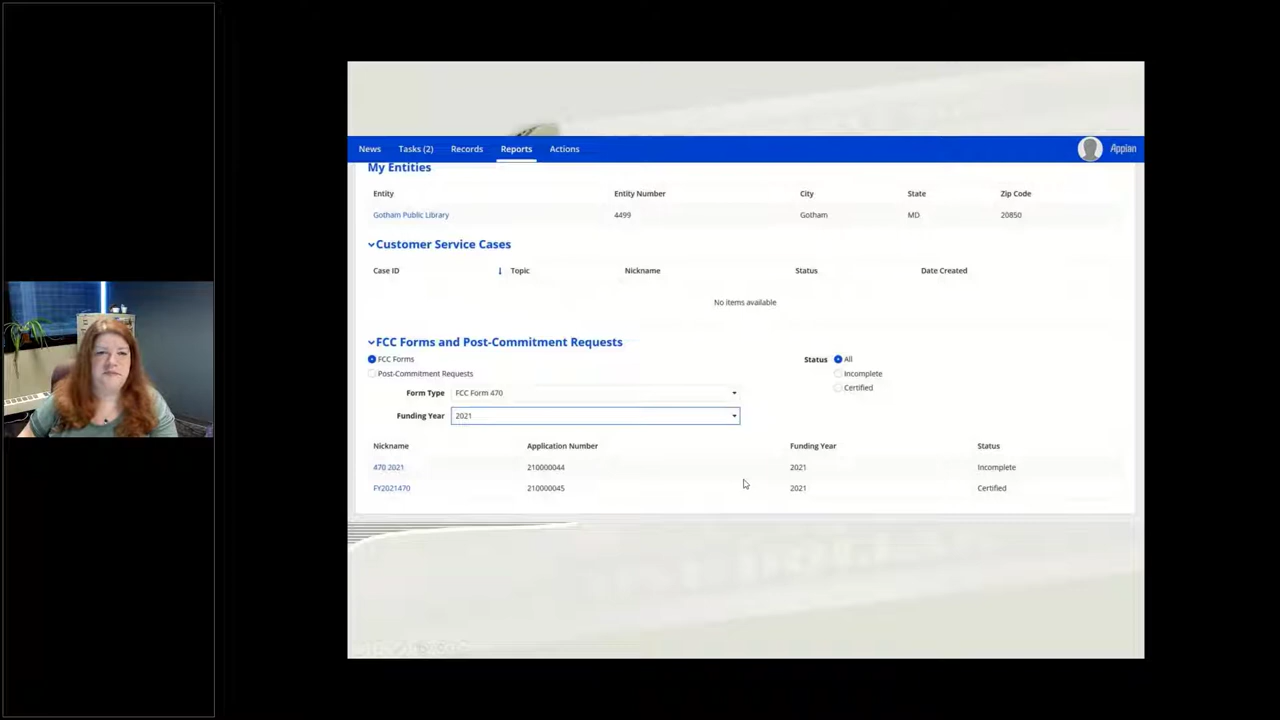 News Tasks (2) Records Reports Actions Appian
My Entities
Entity Entity Number City State Zip Code
Gotham Public Library 4499 Gotham MD 20850
Customer Service Cases
Case ID Topic Nickname Status Date Created
No items available
FCC Forms and Post-Commitment Requests
FCC Forms Status All
Post-Commitment Requests Incomplete
Certified
Form Type FCC Form 470
Funding Year 2021
Nickname Application Number Funding Year Status
470 2021 210000044 2021 Incomplete
FY2021470 210000045 2021 Certified